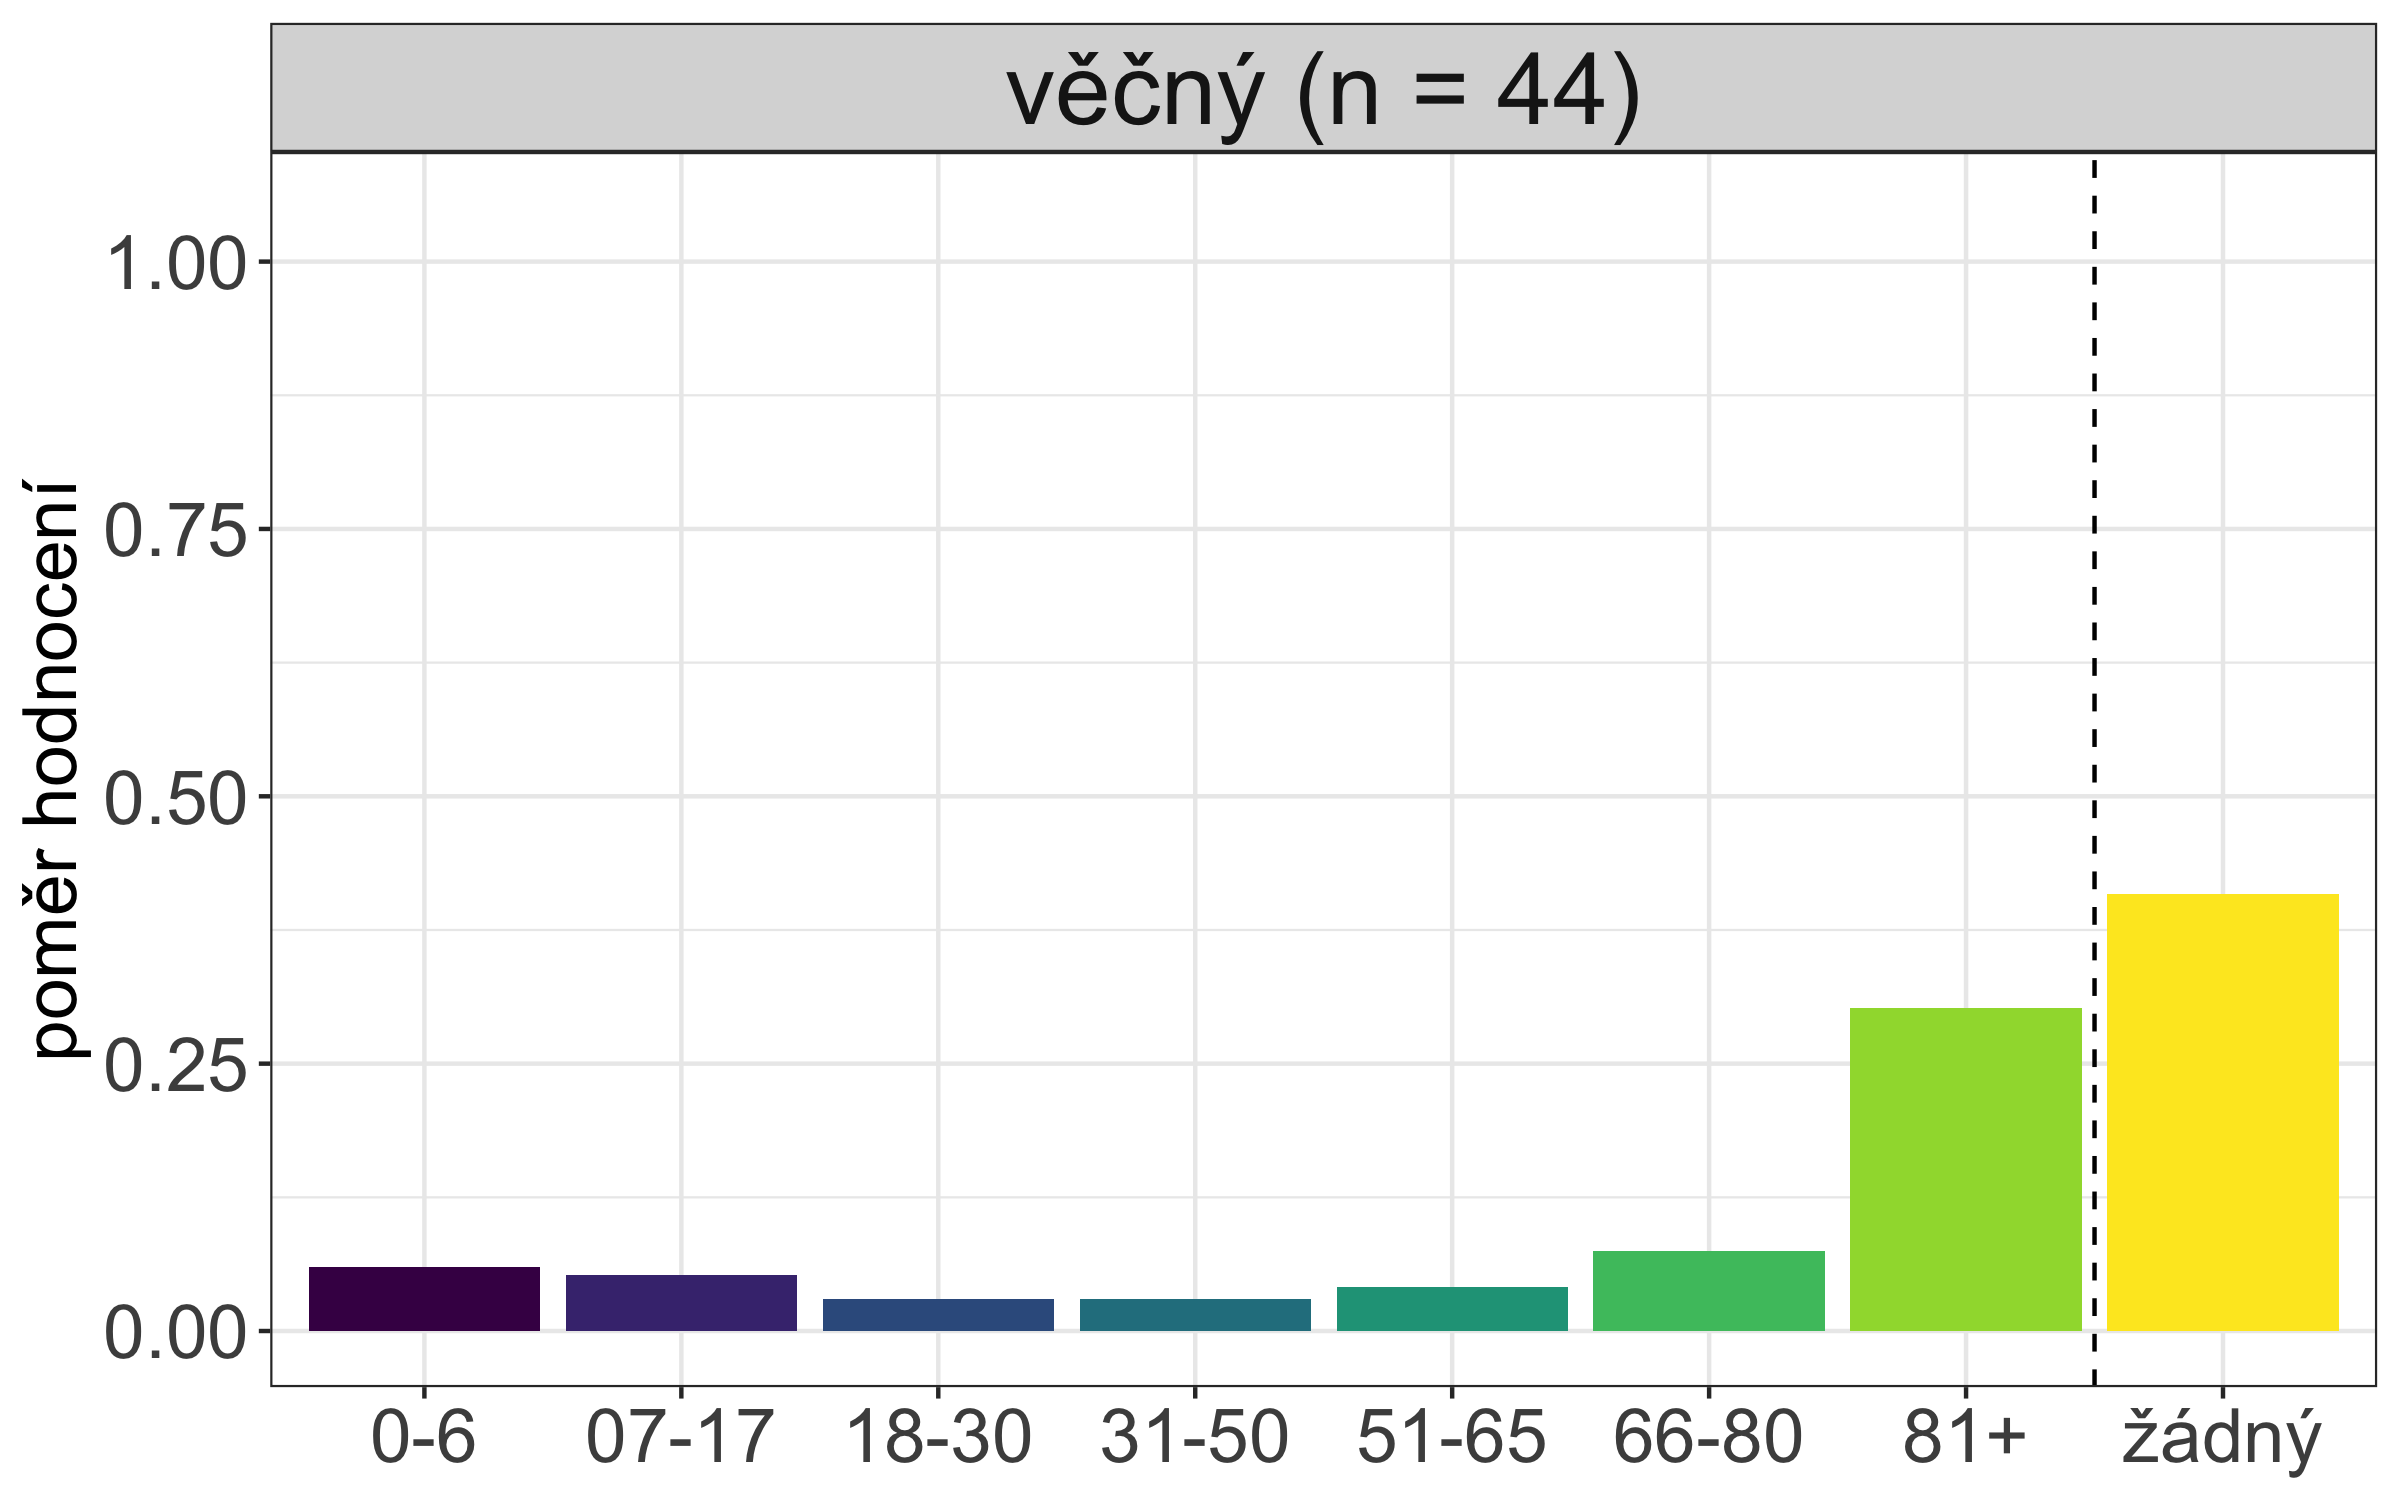 věčný (n = 44)
poměr hodnocení
1.00
0.75
0.50
0.25
0.00
0-6 07-17 18-30 31-50 51-65 66-80 81+ žádný